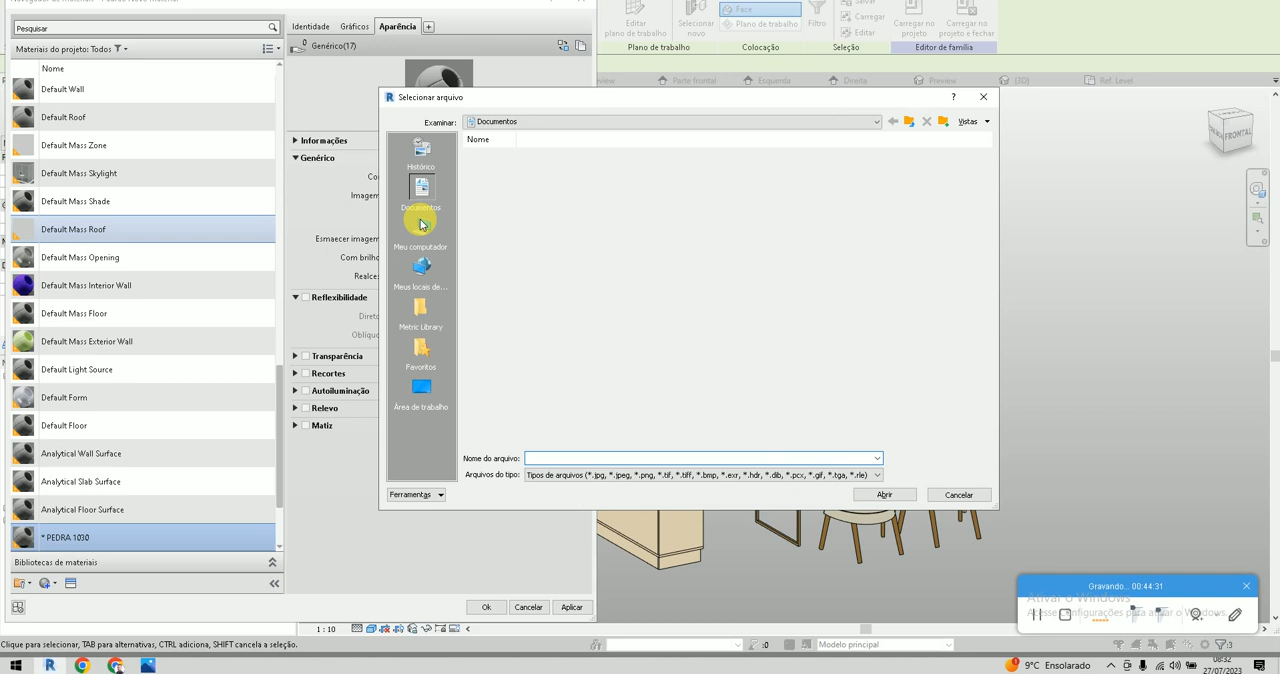 Identidade Gráficos Aparência
Pesquisar
Materiais do projeto: Todos
Genérico(17)
Nome
Default Wall
Default Roof
Default Mass Zone
Default Mass Skylight
Default Mass Shade
Default Mass Roof
Default Mass Opening
Default Mass Interior Wall
Default Mass Floor
Default Mass Exterior Wall
Default Light Source
Default Form
Default Floor
Analytical Wall Surface
Analytical Slab Surface
Analytical Floor Surface
* PEDRA 1030
Bibliotecas de materiais
Informações
Genérico
Reflexibilidade
Transparência
Recortes
Autoiluminação
Relevo
Matiz
Ok Cancelar Aplicar
Editar
plano de trabalho
Selecionar
novo
Face
Plano de trabalho
Filtro
Salvar
Carregar
Editar
Carregar no
projeto
Carregar no
projeto e fechar
Plano de trabalho Colocação Seleção Editor de família
Parte frontal Esquerda Direita Preview {3D} Ref. Level
FRONTAL
Selecionar arquivo
Examinar: Documentos Vistas
Nome
Histórico
Documentos
Meu computador
Meus locais de...
Metric Library
Favoritos
Área de trabalho
Nome do arquivo:
Arquivos do tipo: Tipos de arquivos (*.jpg, *.jpeg, *.png, *.tif, *.tiff, *.bmp, *.exr, *.hdr, *.dib, *.pcx, *.gif, *.tga, *.rle)
Ferramentas Abrir Cancelar
Gravando... 00:44:31
Ativar o Windows
Acesse Configurações para ativar o Windows.
1 : 10
Clique para selecionar, TAB para alternativas, CTRL adiciona, SHIFT cancela a seleção.
:0 Modelo principal :3
9°C Ensolarado
08:32
27/07/2023